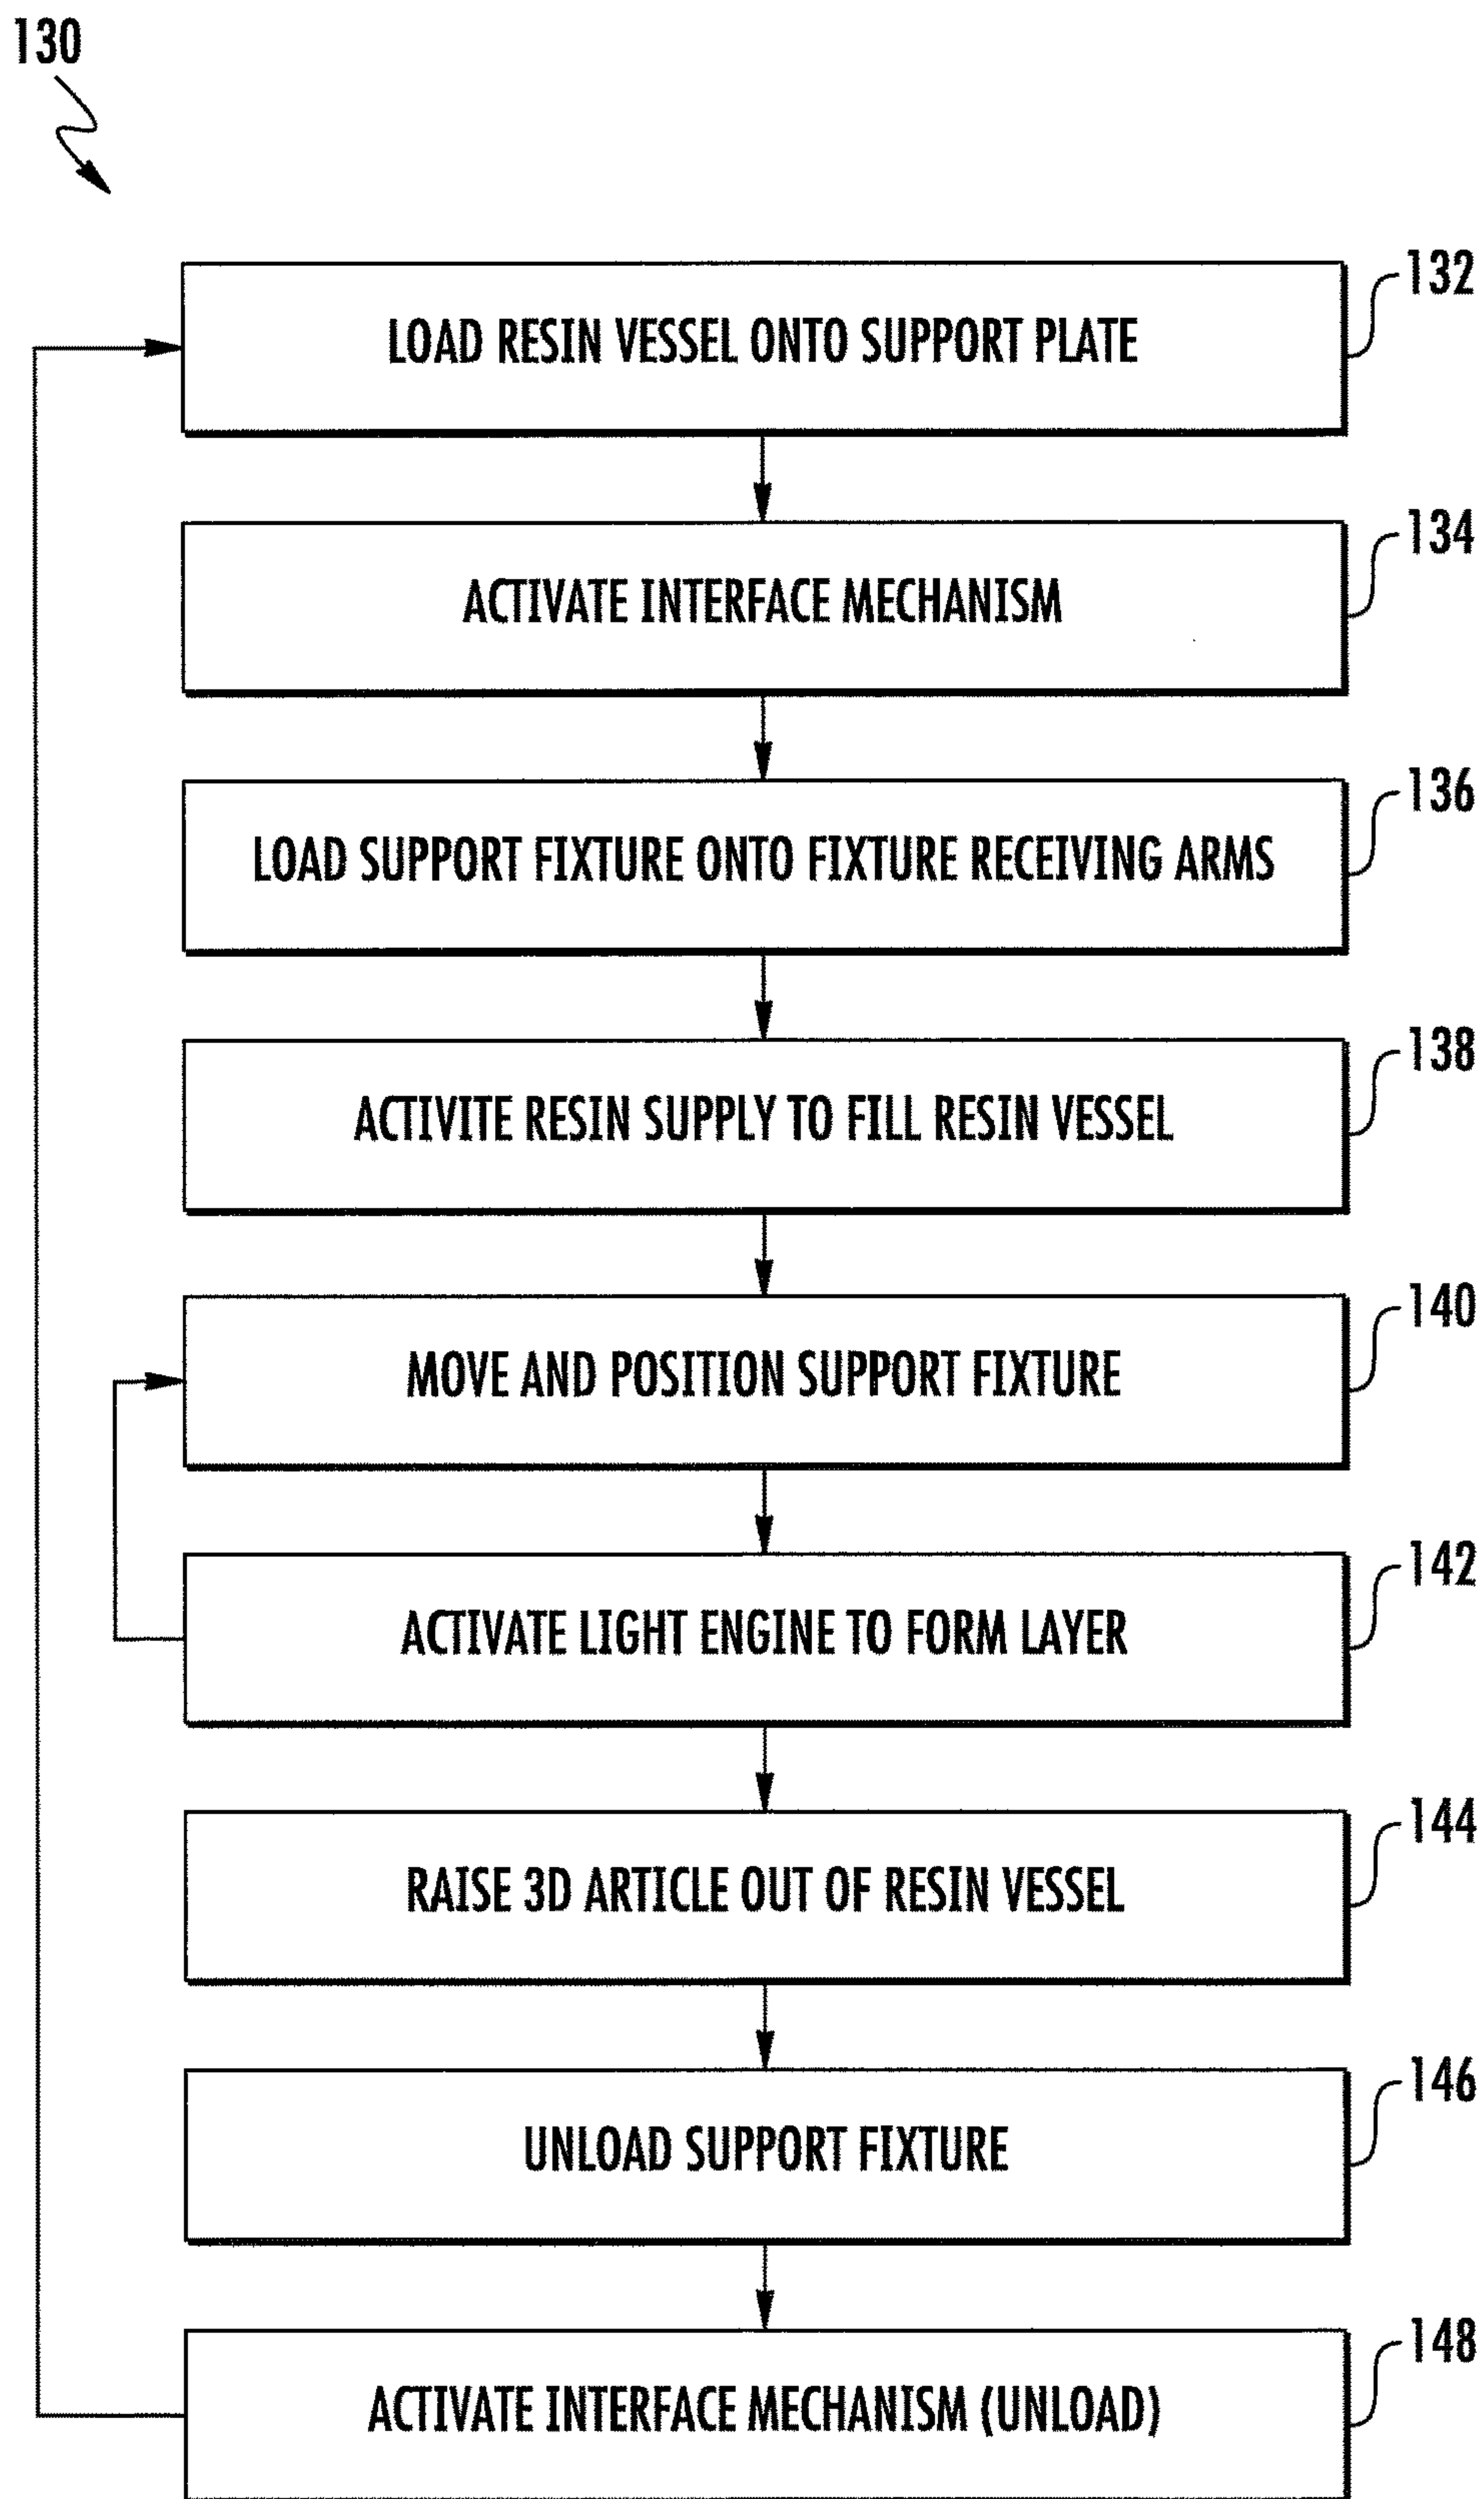 130
LOAD RESIN VESSEL ONTO SUPPORT PLATE
132
ACTIVATE INTERFACE MECHANISM
134
LOAD SUPPORT FIXTURE ONTO FIXTURE RECEIVING ARMS
136
ACTIVITE RESIN SUPPLY TO FILL RESIN VESSEL
138
MOVE AND POSITION SUPPORT FIXTURE
140
ACTIVATE LIGHT ENGINE TO FORM LAYER
142
RAISE 3D ARTICLE OUT OF RESIN VESSEL
144
UNLOAD SUPPORT FIXTURE
146
ACTIVATE INTERFACE MECHANISM (UNLOAD)
148